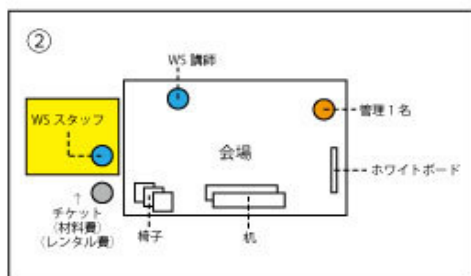 ②
WS 講師
WS スタッフ
管理1名
会場
ホワイトボード
↑
チケット
(材料費)
(レンタル費)
椅子
机